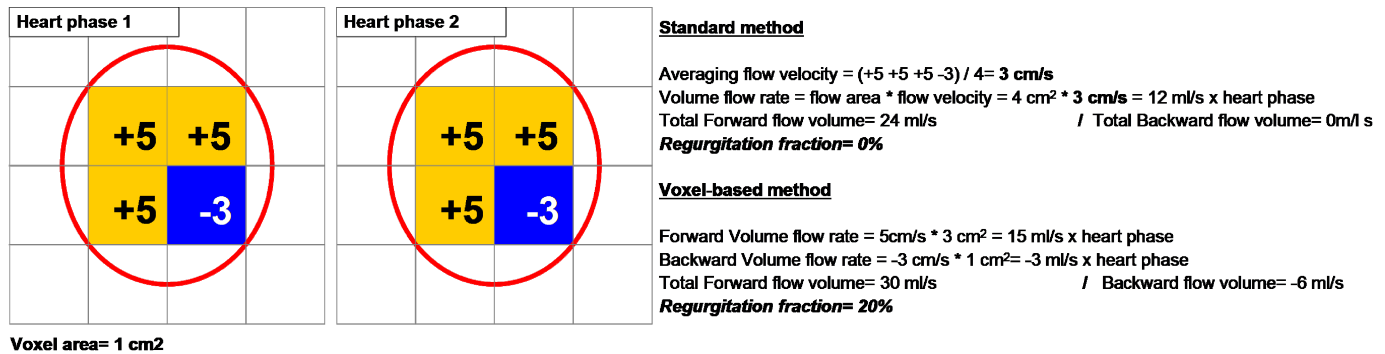 Heart phase 1
Heart phase 2
+5 +5
+5 -3
+5 +5
+5 -3
Voxel area= 1 cm2
Standard method
Averaging flow velocity = (+5 +5 +5 -3) / 4= 3 cm/s
Volume flow rate = flow area * flow velocity = 4 cm² * 3 cm/s = 12 ml/s x heart phase
Total Forward flow volume= 24 ml/s / Total Backward flow volume= 0m/l s
Regurgitation fraction= 0%
Voxel-based method
Forward Volume flow rate = 5cm/s * 3 cm² = 15 ml/s x heart phase
Backward Volume flow rate = -3 cm/s * 1 cm²= -3 ml/s x heart phase
Total Forward flow volume= 30 ml/s / Backward flow volume= -6 ml/s
Regurgitation fraction= 20%